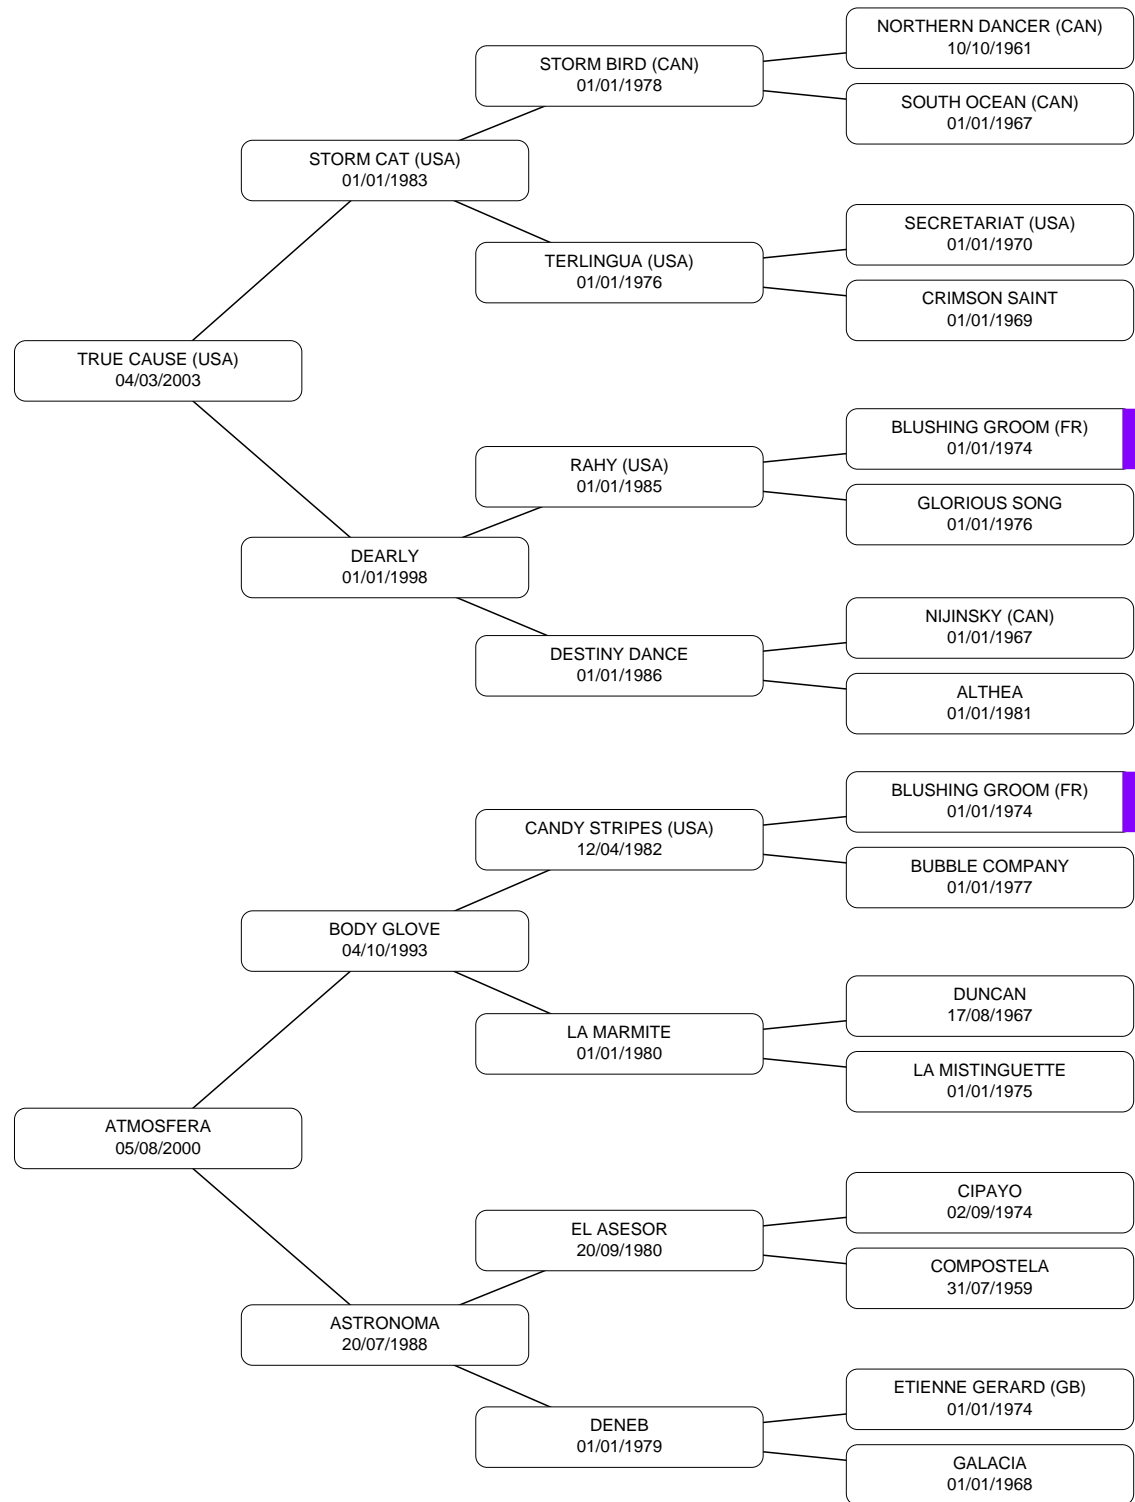 NORTHERN DANCER (CAN)
10/10/1961
STORM BIRD (CAN)
01/01/1978
SOUTH OCEAN (CAN)
01/01/1967
STORM CAT (USA)
01/01/1983
SECRETARIAT (USA)
01/01/1970
TERLINGUA (USA)
01/01/1976
CRIMSON SAINT
01/01/1969
TRUE CAUSE (USA)
04/03/2003
BLUSHING GROOM (FR)
01/01/1974
RAHY (USA)
01/01/1985
GLORIOUS SONG
01/01/1976
DEARLY
01/01/1998
NIJINSKY (CAN)
01/01/1967
DESTINY DANCE
01/01/1986
ALTHEA
01/01/1981
BLUSHING GROOM (FR)
01/01/1974
CANDY STRIPES (USA)
12/04/1982
BUBBLE COMPANY
01/01/1977
BODY GLOVE
04/10/1993
DUNCAN
17/08/1967
LA MARMITE
01/01/1980
LA MISTINGUETTE
01/01/1975
ATMOSFERA
05/08/2000
CIPAYO
02/09/1974
EL ASESOR
20/09/1980
COMPOSTELA
31/07/1959
ASTRONOMA
20/07/1988
ETIENNE GERARD (GB)
01/01/1974
DENEB
01/01/1979
GALACIA
01/01/1968